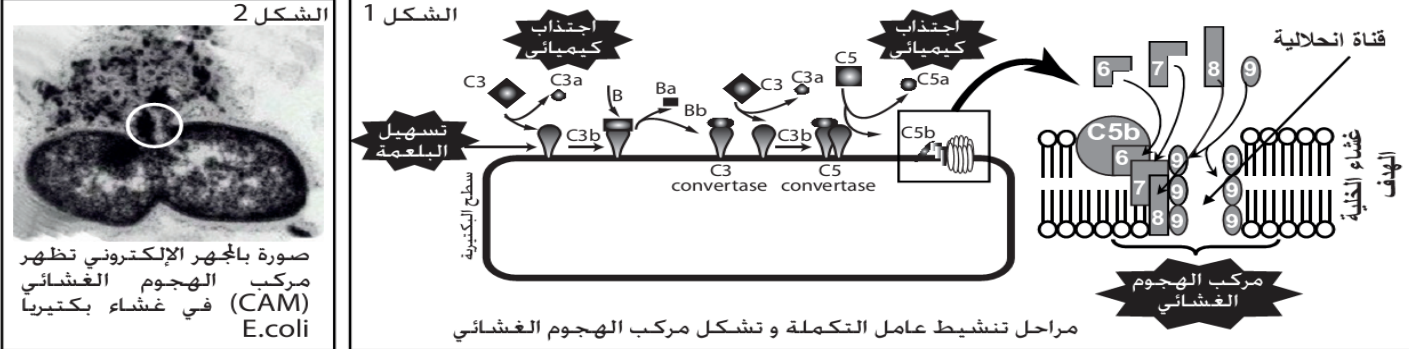 الشكل 2
صورة بالمجهر الإلكتروني تظهر
مركب الهجوم الغشائي
(CAM) في غشاء بكتيريا
E.coli
الشكل 1
اجتذاب
كيميائي
اجتذاب
كيميائي
C3
C3a
B
Ba
Bb
C3
C3a
C5
C5a
تسهيل
البلعمة
C3b
C3b
C5b
C3
convertase
C5
convertase
سطح البكتيرية
قناة انحلالية
6
7
8
9
C5b
6
7
8
9
9
9
9
9
9
غشاء الخلية
الهدف
مركب الهجوم
الغشائي
مراحل تنشيط عامل التكملة و تشكل مركب الهجوم الغشائي